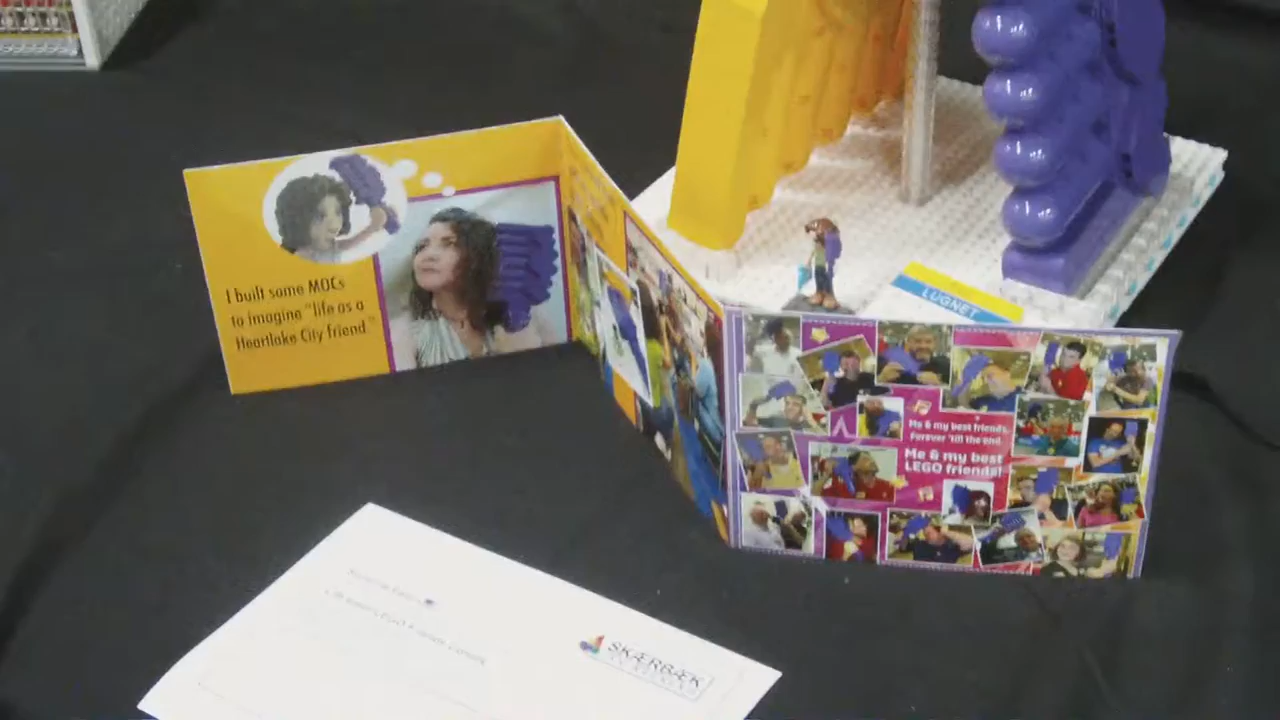 I built some MOCs
to imagine "life as a
Heartlake City friend"
LUGNET
Me & my best friends,
Forever 'till the end.
Me & my best
LEGO friends!
SKÆRBÆK